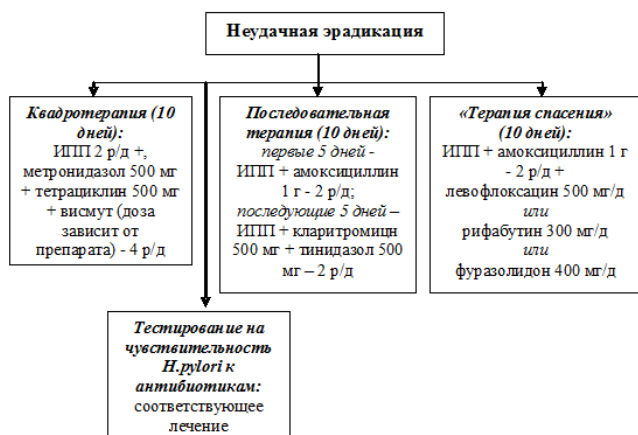 Неудачная эрадикация
Квадротерапия (10
дней):
ИПП 2 р/д +,
метронидазол 500 мг
+ тетрациклин 500 мг
+ висмут (доза
зависит от
препарата) - 4 р/д
Последовательная
терапия (10 дней):
первые 5 дней -
ИПП + амоксициллин
1 г - 2 р/д;
последующие 5 дней –
ИПП + кларитромицн
500 мг + тинидазол 500
мг – 2 р/д
«Терапия спасения»
(10 дней):
ИПП + амоксициллин 1 г
- 2 р/д +
левофлоксацин 500 мг/д
или
рифабутин 300 мг/д
или
фуразолидон 400 мг/д
Тестирование на
чувствительность
H.pylori к
антибиотикам:
соответствующее
лечение